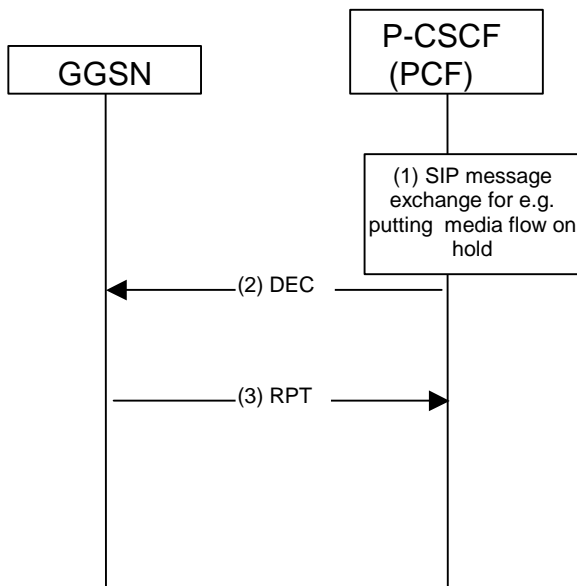 GGSN
P-CSCF
(PCF)
(1) SIP message
exchange for e.g.
putting media flow on
hold
(2) DEC
(3) RPT